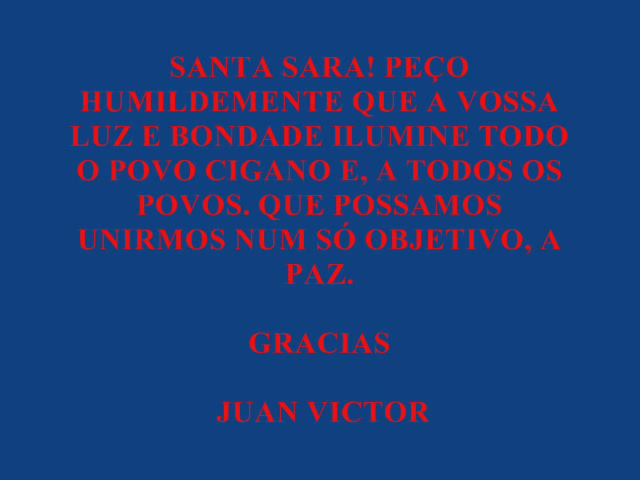 SANTA SARA! PEÇO
HUMILDEMENTE QUE A VOSSA
LUZ E BONDADE ILUMINE TODO
O POVO CIGANO E, A TODOS OS
POVOS. QUE POSSAMOS
UNIRMOS NUM SÓ OBJETIVO, A
PAZ.
GRACIAS
JUAN VICTOR